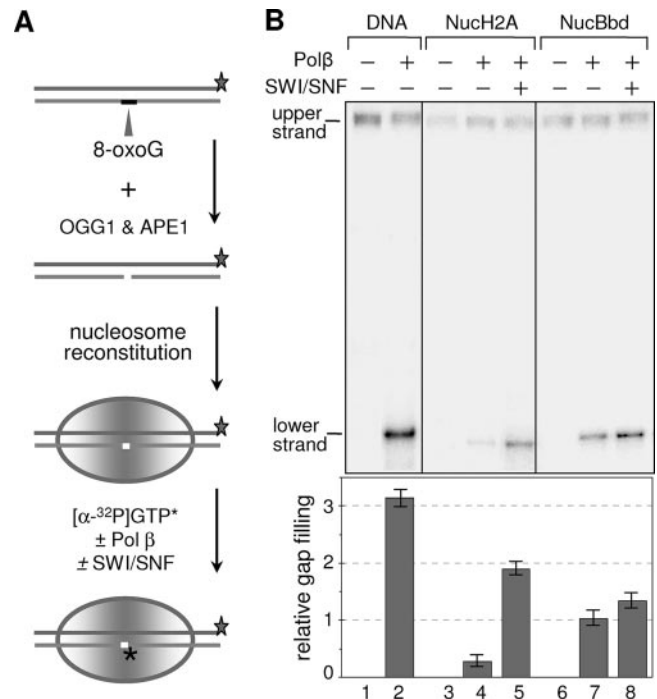 A
8-oxoG
+
OGG1 & APE1
nucleosome
reconstitution
[α-³²P]GTP*
± Pol β
± SWI/SNF
*
B
DNA NucH2A NucBbd
Polβ − + − + + − + +
SWI/SNF − − − − + − − +
upper
strand
lower
strand
relative gap filling
3
2
1
0
1 2 3 4 5 6 7 8